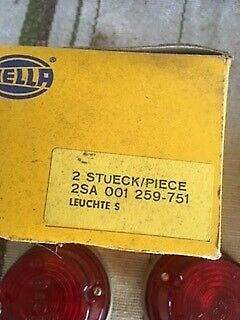 HELLA
2 STUECK/PIECE
2SA 001 259-751
LEUCHTE S